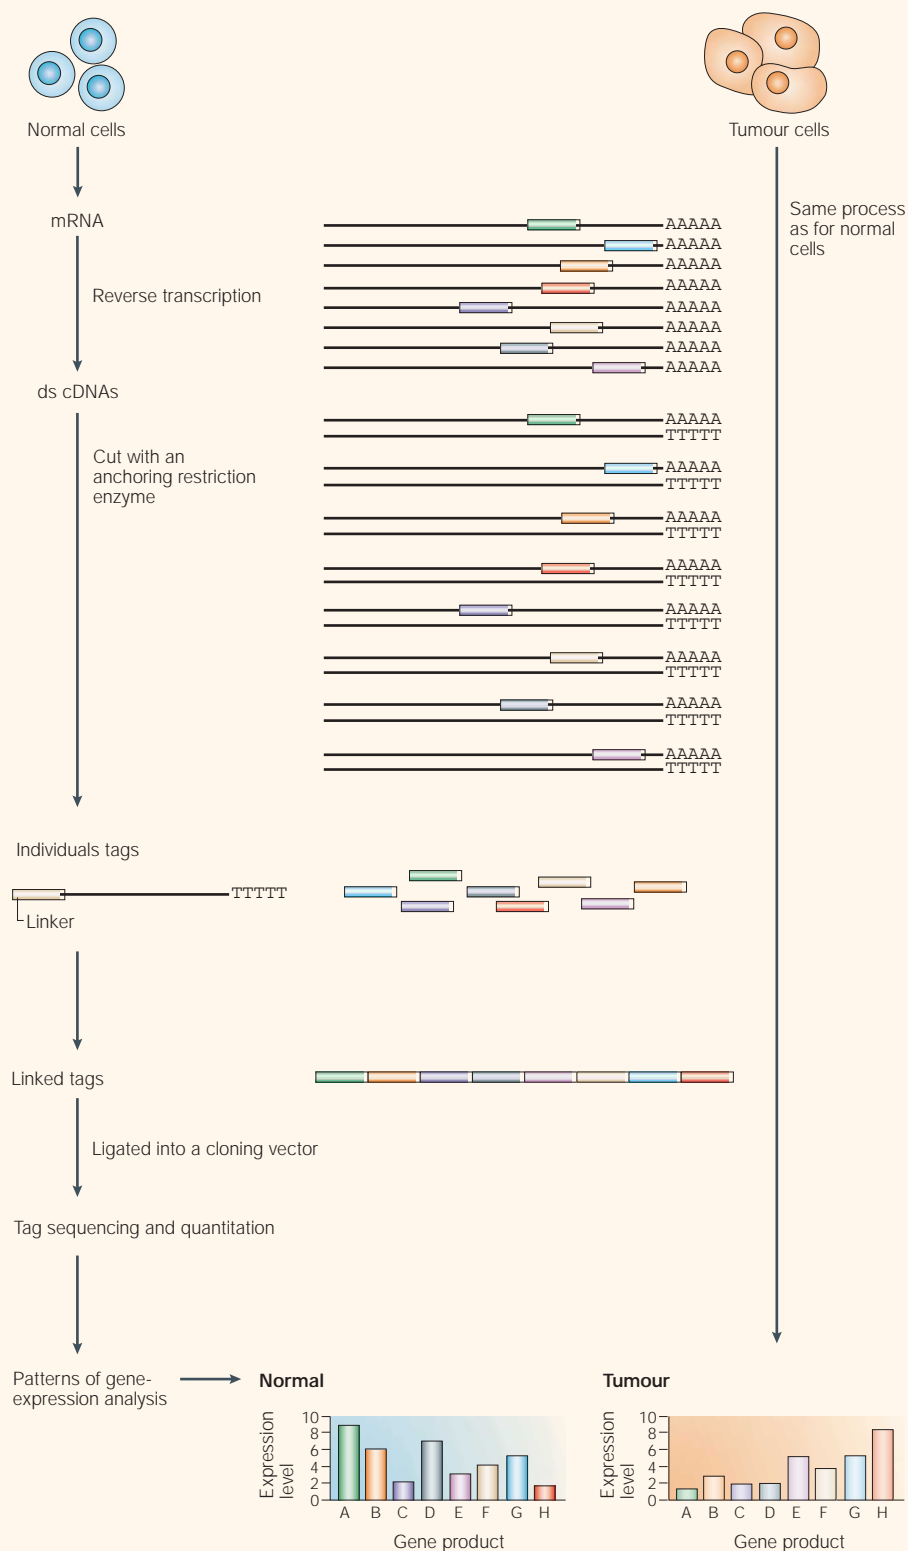 Normal cells
Tumour cells
mRNA
Same process
as for normal
cells
Reverse transcription
AAAAA
AAAAA
AAAAA
AAAAA
AAAAA
AAAAA
AAAAA
AAAAA
ds cDNAs
Cut with an
anchoring restriction
enzyme
AAAAA
TTTTT
AAAAA
TTTTT
AAAAA
TTTTT
AAAAA
TTTTT
AAAAA
TTTTT
AAAAA
TTTTT
AAAAA
TTTTT
AAAAA
TTTTT
Individuals tags
TTTTT
Linker
Linked tags
Ligated into a cloning vector
Tag sequencing and quantitation
Patterns of gene-
expression analysis
Normal
Expression
level
10
8
6
4
2
0
A B C D E F G H
Gene product
Tumour
Expression
level
10
8
6
4
2
0
A B C D E F G H
Gene product